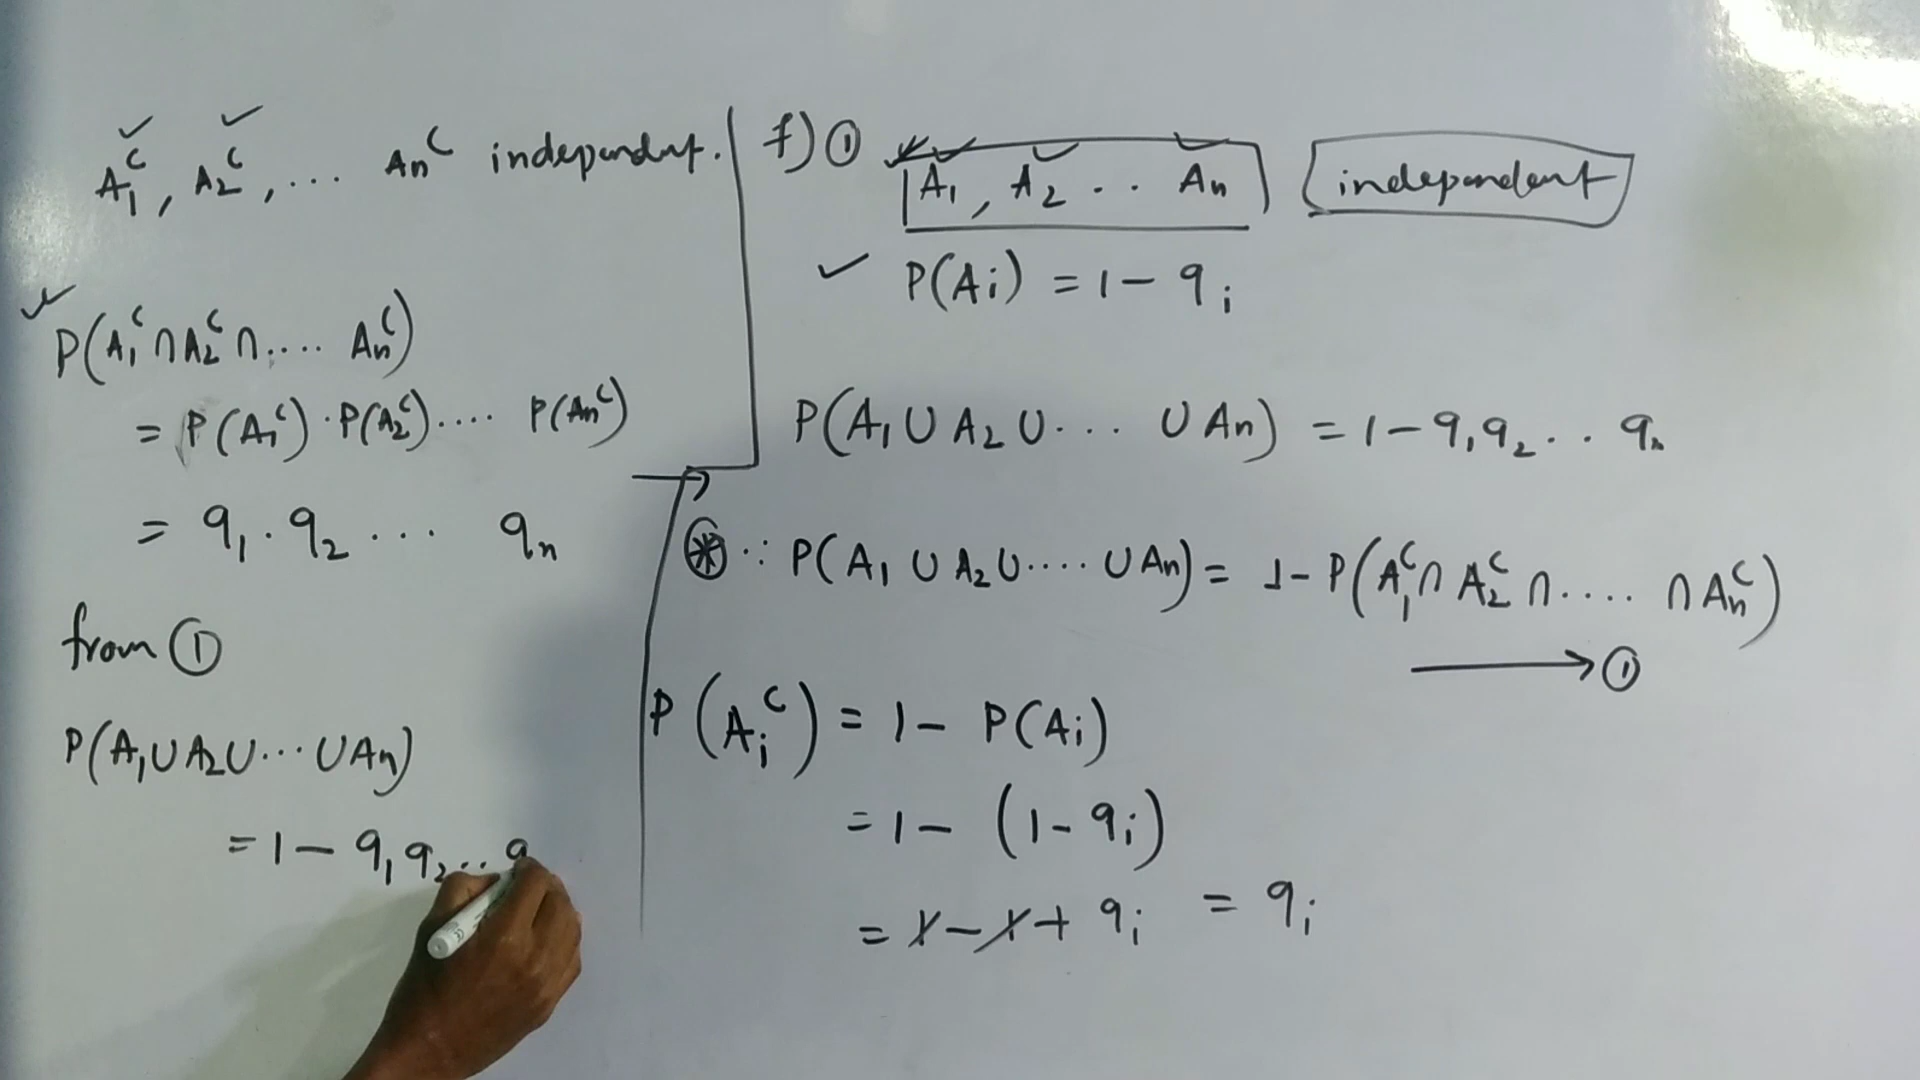 f) ① A₁, A₂ .. Aₙ independent
P(Aᵢ) = 1 - qᵢ
P(A₁ ∪ A₂ ∪ .... ∪ Aₙ) = 1 - q₁q₂ .. qₙ
⊛ ∵ P(A₁ ∪ A₂ ∪ .... ∪ Aₙ) = 1 - P(A₁ᶜ ∩ A₂ᶜ ∩ .... ∩ Aₙᶜ)
→ ①
P(Aᵢᶜ) = 1 - P(Aᵢ)
= 1 - (1 - qᵢ)
= 1 - 1 + qᵢ = qᵢ
A₁ᶜ, A₂ᶜ, ... Aₙᶜ independent.
P(A₁ᶜ ∩ A₂ᶜ ∩ .... Aₙᶜ)
= P(A₁ᶜ) · P(A₂ᶜ) .... P(Aₙᶜ)
= q₁ · q₂ ... qₙ
from ①
P(A₁ ∪ A₂ ∪ ... ∪ Aₙ)
= 1 - q₁q₂ .. q